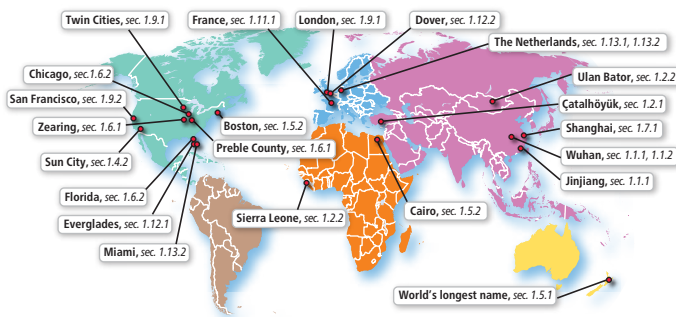 Twin Cities, sec. 1.9.1
France, sec. 1.11.1
London, sec. 1.9.1
Dover, sec. 1.12.2
The Netherlands, sec. 1.13.1, 1.13.2
Chicago, sec.1.6.2
Ulan Bator, sec. 1.2.2
San Francisco, sec. 1.9.2
Çatalhöyük, sec. 1.2.1
Zearing, sec. 1.6.1
Boston, sec. 1.5.2
Shanghai, sec. 1.7.1
Preble County, sec. 1.6.1
Sun City, sec.1.4.2
Wuhan, sec. 1.1.1, 1.1.2
Jinjiang, sec. 1.1.1
Florida, sec. 1.6.2
Sierra Leone, sec. 1.2.2
Cairo, sec. 1.5.2
Everglades, sec. 1.12.1
Miami, sec. 1.13.2
World's longest name, sec. 1.5.1